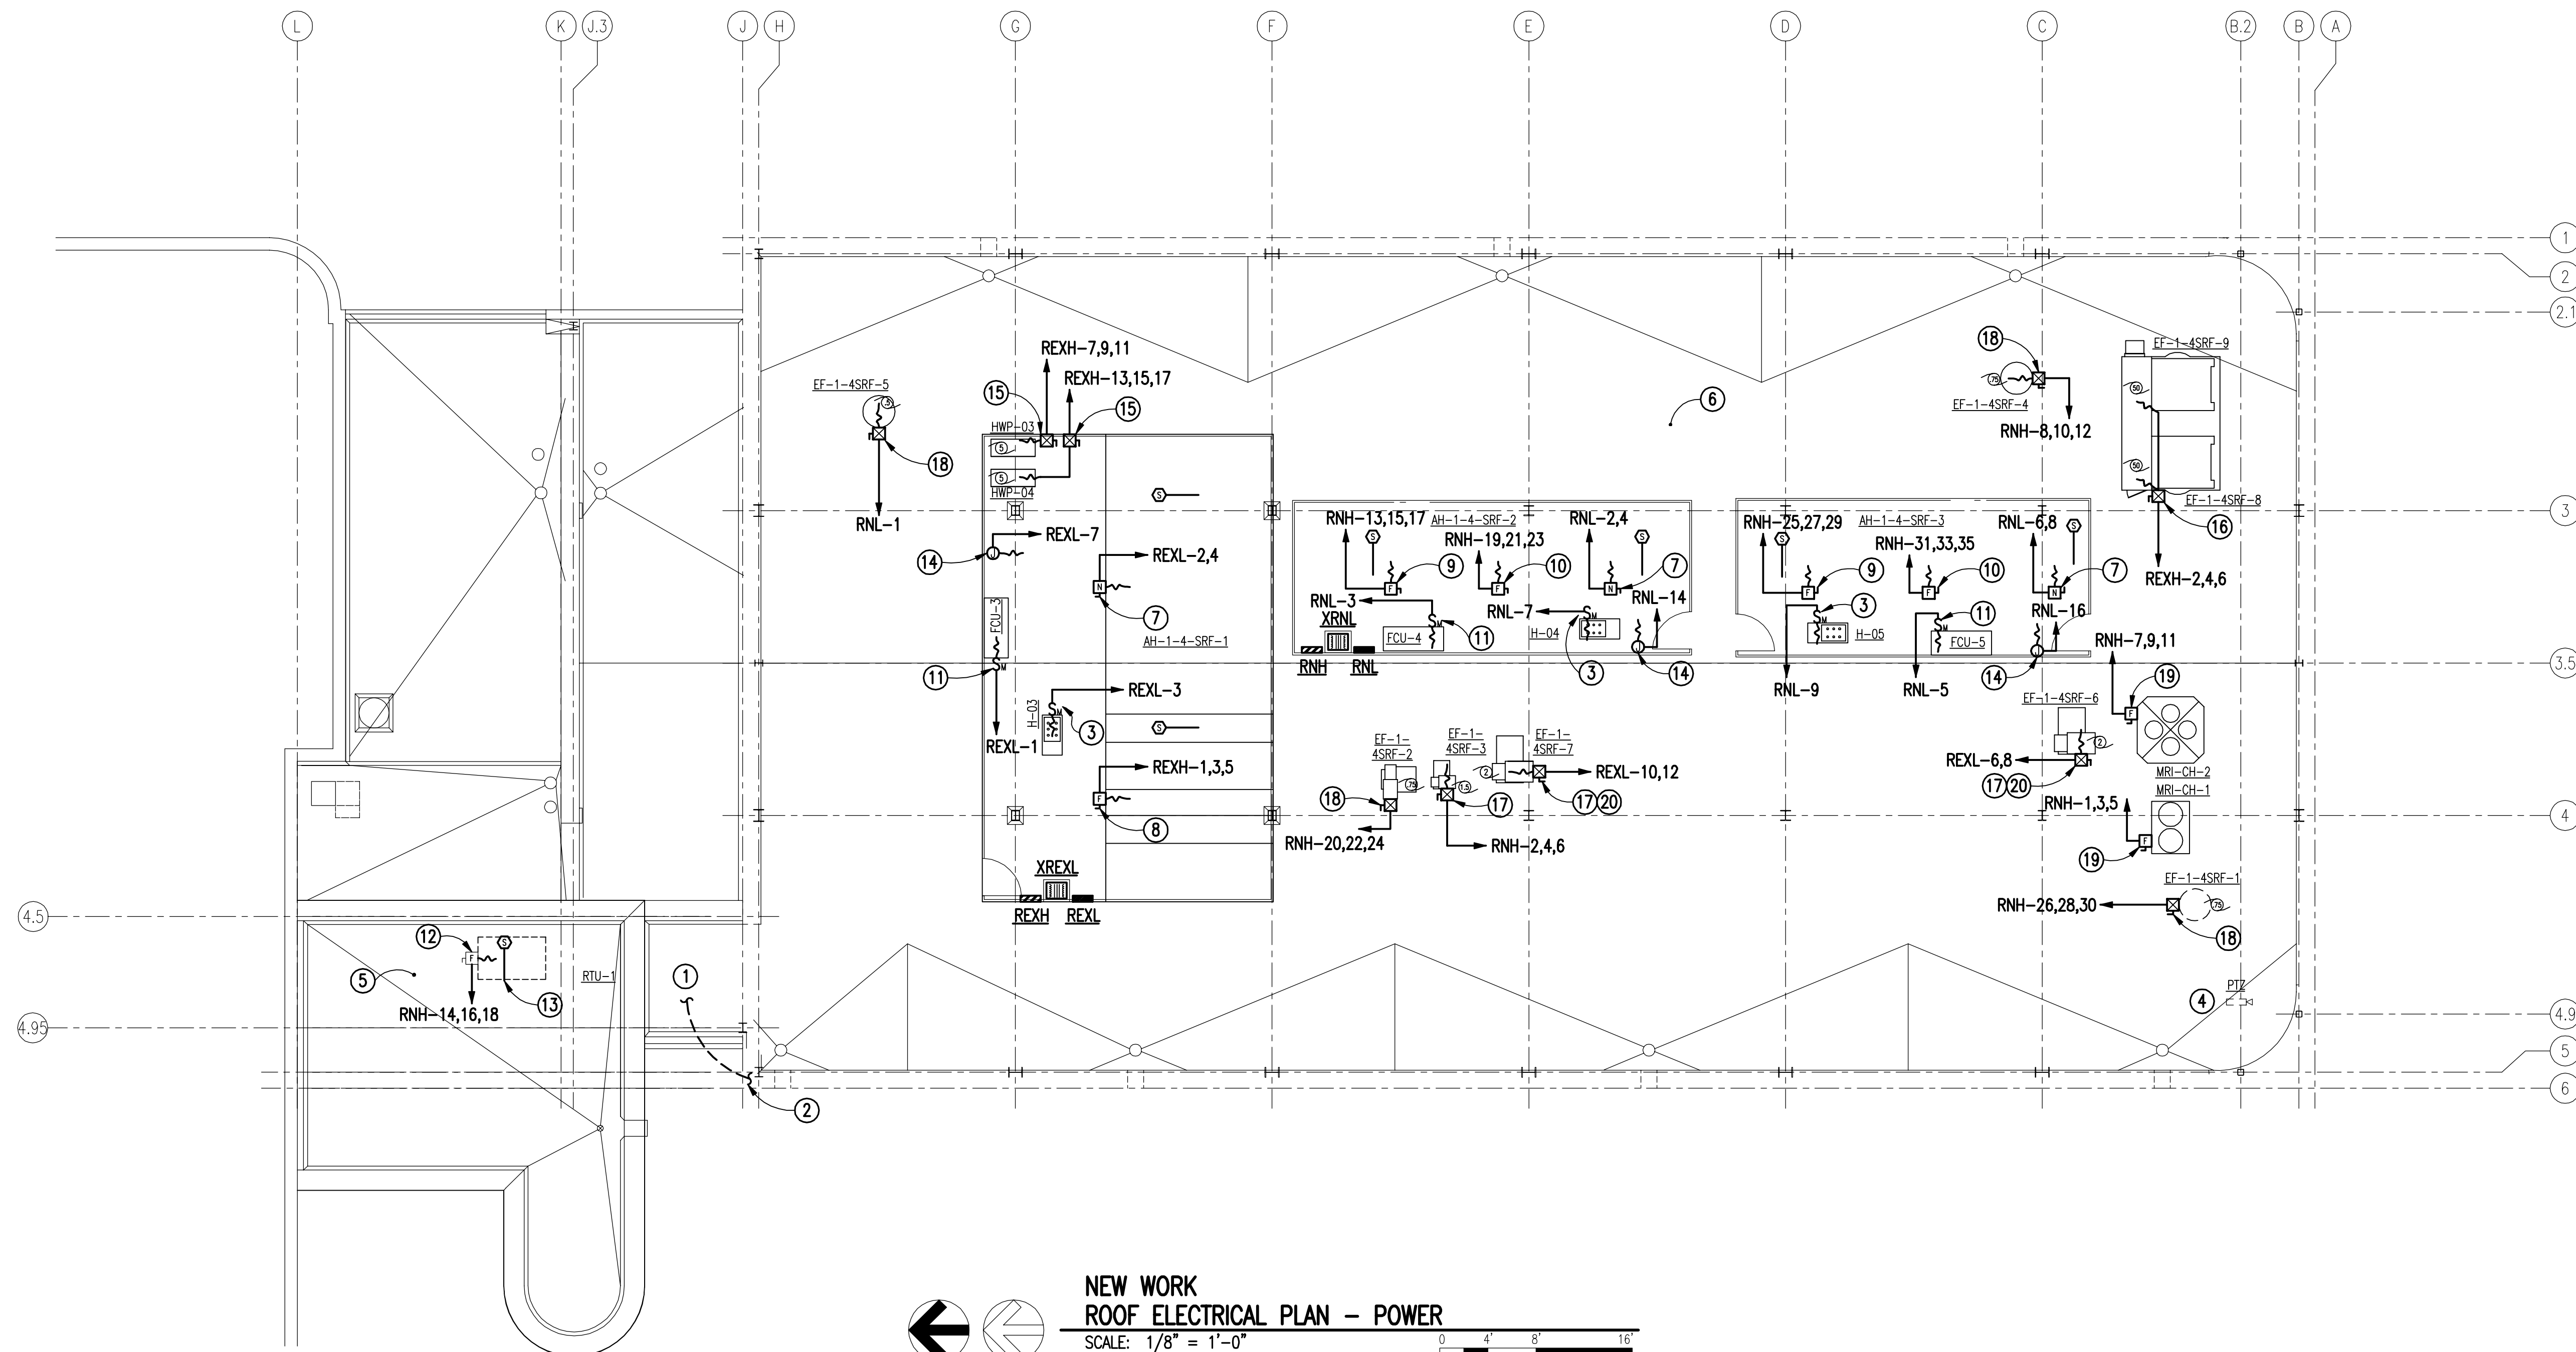 L
K
J.3
J
H
G
F
E
D
C
B.2
B
A
1
2
2.1
3
3.5
4
4.9
5
6
4.5
4.95
EF-1-4SRF-5
.5
18
RNL-1
REXH-7,9,11
REXH-13,15,17
15
15
HWP-03
5
5
HWP-04
S
REXL-7
14
REXL-2,4
N
7
FCU-3
M
11
REXL-1
AH-1-4-SRF-1
REXL-3
H-03
M
3
S
REXH-1,3,5
F
8
XREXL
REXH
REXL
6
RNH-13,15,17
AH-1-4-SRF-2
RNL-2,4
S
RNH-19,21,23
S
F
9
F
10
N
7
RNL-3
XRNL
M
FCU-4
11
RNL-7
M
H-04
3
RNL-14
J
14
RNH
RNL
RNH-25,27,29
AH-1-4-SRF-3
RNL-6,8
S
S
RNH-31,33,35
F
9
F
10
N
7
M
3
H-05
RNL-9
M
11
FCU-5
RNL-5
RNL-16
J
14
18
.75
EF-1-4SRF-4
RNH-8,10,12
EF-1-4SRF-9
50
50
EF-1-4SRF-8
16
REXH-2,4,6
RNH-7,9,11
19
F
MRI-CH-2
EF-1-4SRF-6
2
REXL-6,8
17
20
MRI-CH-1
RNH-1,3,5
F
19
EF-1-4SRF-1
.75
RNH-26,28,30
18
PTZ
4
EF-1-
4SRF-2
.75
18
RNH-20,22,24
EF-1-
4SRF-3
1.5
17
RNH-2,4,6
EF-1-
4SRF-7
2
REXL-10,12
17
20
12
F
S
RTU-1
5
13
RNH-14,16,18
1
2
NEW WORK
ROOF ELECTRICAL PLAN - POWER
SCALE: 1/8" = 1'-0"
0 4' 8' 16'